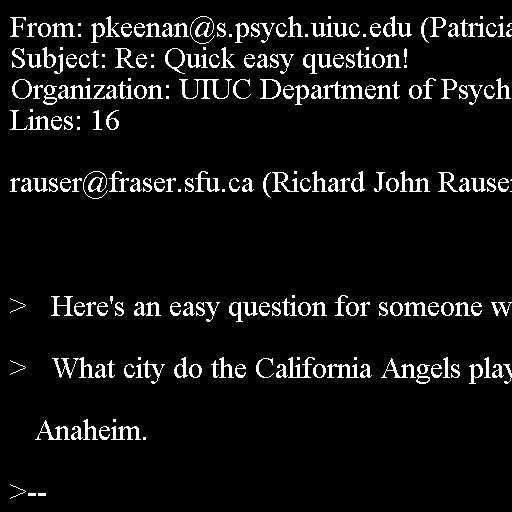 From: pkeenan@s.psych.uiuc.edu (Patricia
Subject: Re: Quick easy question!
Organization: UIUC Department of Psych
Lines: 16
rauser@fraser.sfu.ca (Richard John Rauser
> Here's an easy question for someone w
> What city do the California Angels play
Anaheim.
>--